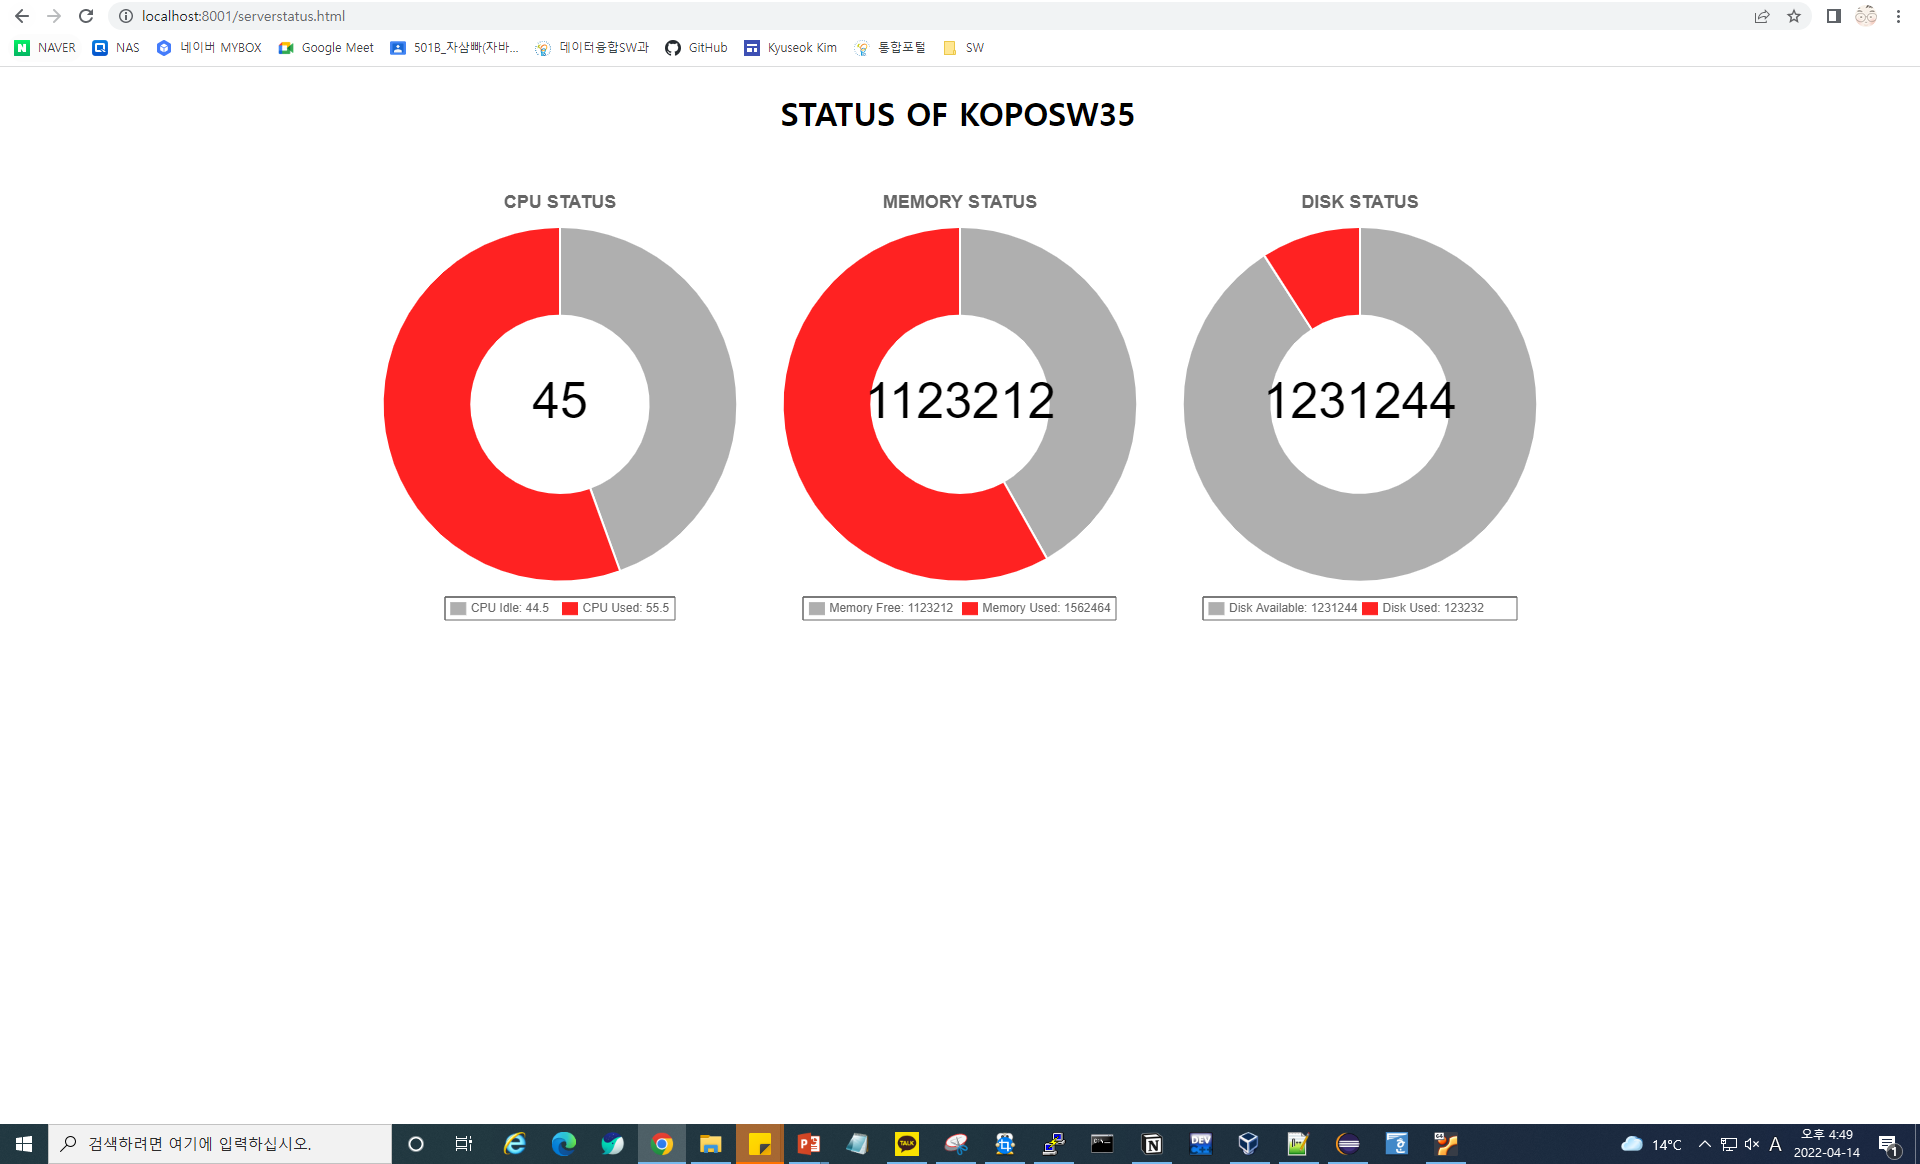 localhost:8001/serverstatus.html
NAVER NAS 네이버 MYBOX Google Meet 501B_자삼빠(자바... 데이터융합SW과 GitHub Kyuseok Kim 통합포털 SW
STATUS OF KOPOSW35
CPU STATUS MEMORY STATUS DISK STATUS
45 1123212 1231244
CPU Idle: 44.5 CPU Used: 55.5 Memory Free: 1123212 Memory Used: 1562464 Disk Available: 1231244 Disk Used: 123232
검색하려면 여기에 입력하십시오.
TALK
DEV
14°C
A
오후 4:49
2022-04-14
1